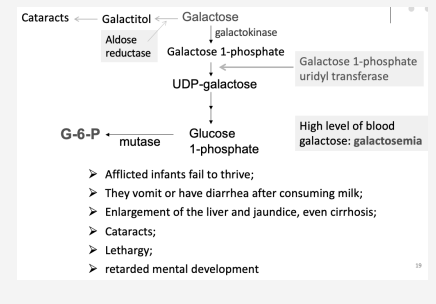 Cataracts
Galactitol
Galactose
Aldose
reductase
galactokinase
Galactose 1-phosphate
Galactose 1-phosphate
uridyl transferase
UDP-galactose
G-6-P
mutase
Glucose
1-phosphate
High level of blood
galactose: galactosemia
➤ Afflicted infants fail to thrive;
➤ They vomit or have diarrhea after consuming milk;
➤ Enlargement of the liver and jaundice, even cirrhosis;
➤ Cataracts;
➤ Lethargy;
➤ retarded mental development
19